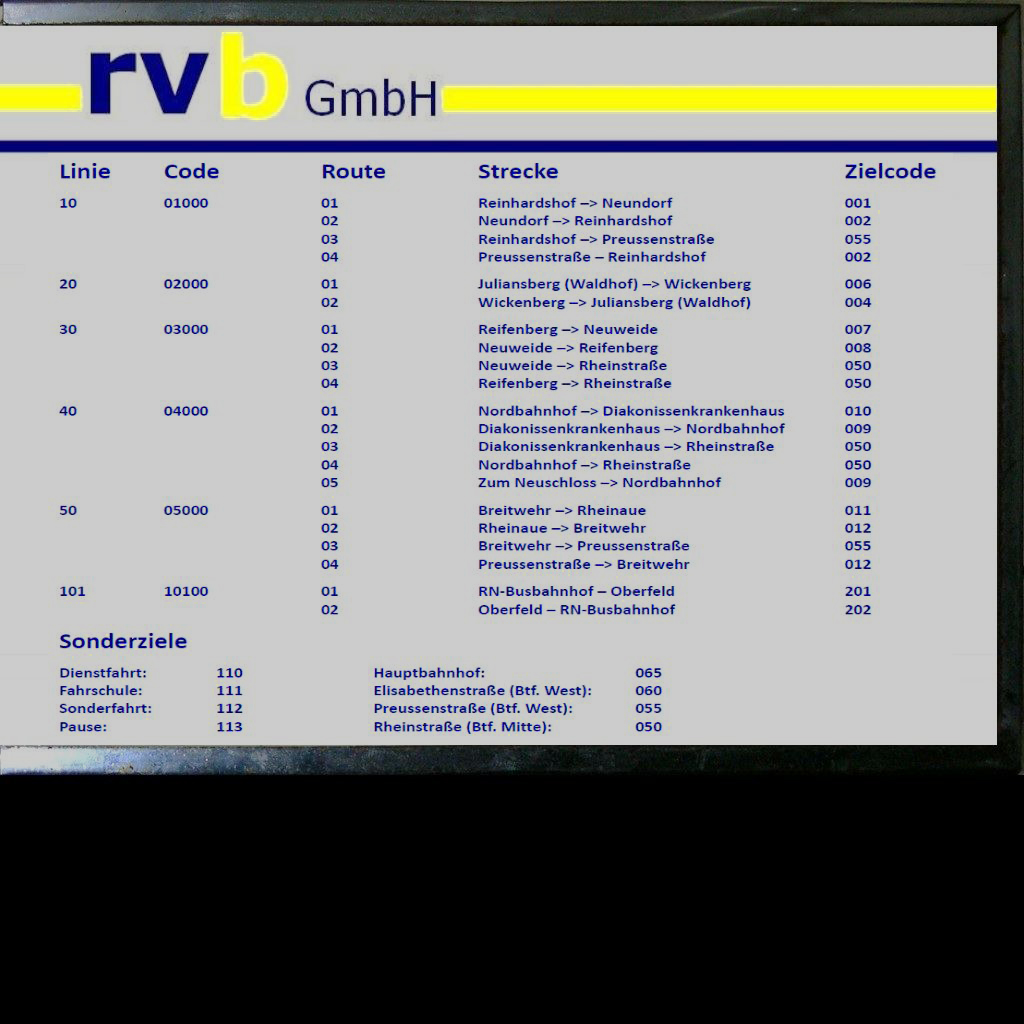 rvb GmbH
Linie Code Route Strecke Zielcode
10 01000 01 Reinhardshof –> Neundorf 001
02 Neundorf –> Reinhardshof 002
03 Reinhardshof –> Preussenstraße 055
04 Preussenstraße – Reinhardshof 002
20 02000 01 Juliansberg (Waldhof) –> Wickenberg 006
02 Wickenberg –> Juliansberg (Waldhof) 004
30 03000 01 Reifenberg –> Neuweide 007
02 Neuweide –> Reifenberg 008
03 Neuweide –> Rheinstraße 050
04 Reifenberg –> Rheinstraße 050
40 04000 01 Nordbahnhof –> Diakonissenkrankenhaus 010
02 Diakonissenkrankenhaus –> Nordbahnhof 009
03 Diakonissenkrankenhaus –> Rheinstraße 050
04 Nordbahnhof –> Rheinstraße 050
05 Zum Neuschloss –> Nordbahnhof 009
50 05000 01 Breitwehr –> Rheinaue 011
02 Rheinaue –> Breitwehr 012
03 Breitwehr –> Preussenstraße 055
04 Preussenstraße –> Breitwehr 012
101 10100 01 RN-Busbahnhof – Oberfeld 201
02 Oberfeld – RN-Busbahnhof 202
Sonderziele
Dienstfahrt: 110 Hauptbahnhof: 065
Fahrschule: 111 Elisabethenstraße (Btf. West): 060
Sonderfahrt: 112 Preussenstraße (Btf. West): 055
Pause: 113 Rheinstraße (Btf. Mitte): 050